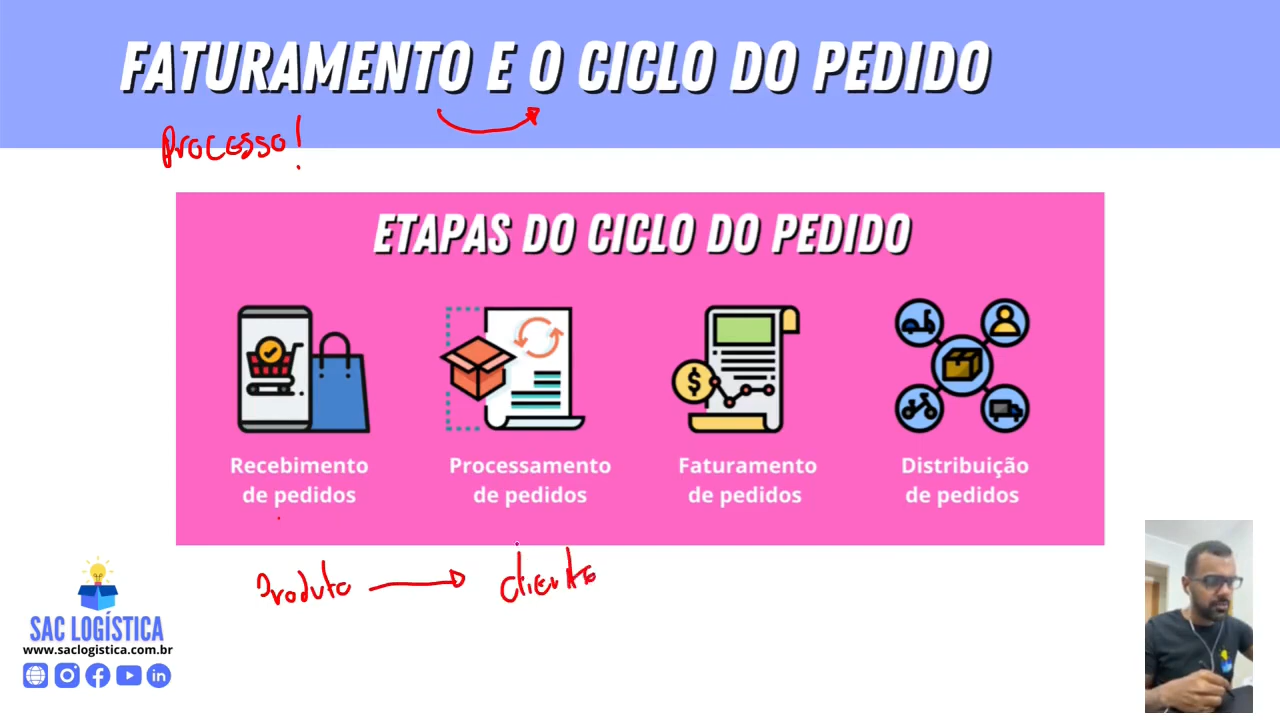 FATURAMENTO E O CICLO DO PEDIDO
Processo!
ETAPAS DO CICLO DO PEDIDO
Recebimento
de pedidos
Processamento
de pedidos
Faturamento
de pedidos
Distribuição
de pedidos
Produto → cliente
SAC LOGÍSTICA
www.saclogistica.com.br